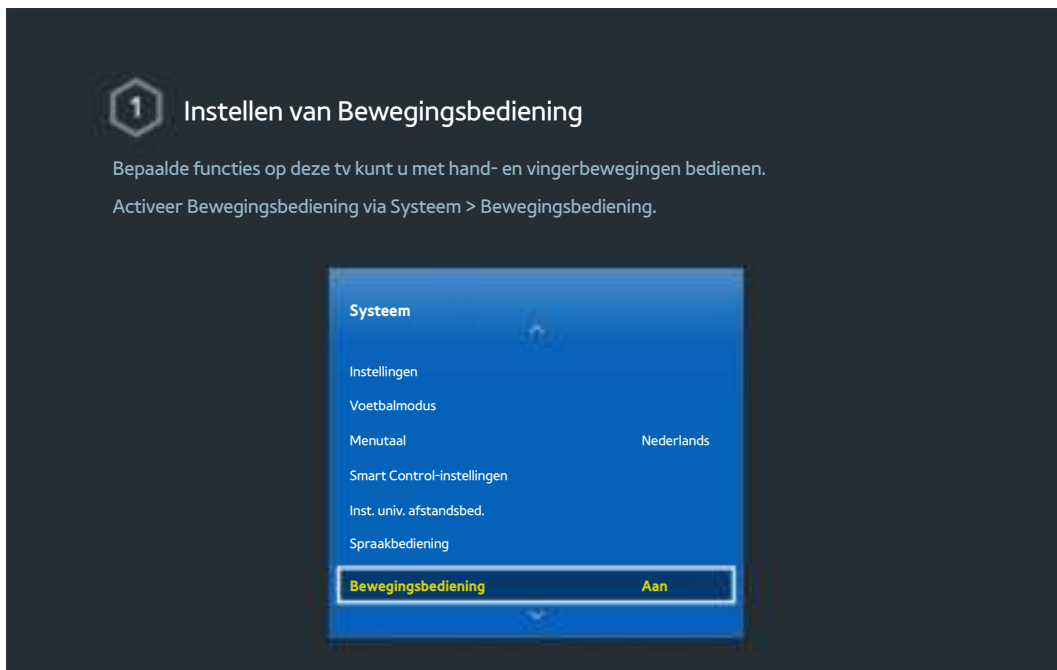 1 Instellen van Bewegingsbediening
Bepaalde functies op deze tv kunt u met hand- en vingerbewegingen bedienen.
Activeer Bewegingsbediening via Systeem > Bewegingsbediening.
Systeem
Instellingen
Voetbalmodus
Menutaal Nederlands
Smart Control-instellingen
Inst. univ. afstandsbed.
Spraakbediening
Bewegingsbediening Aan